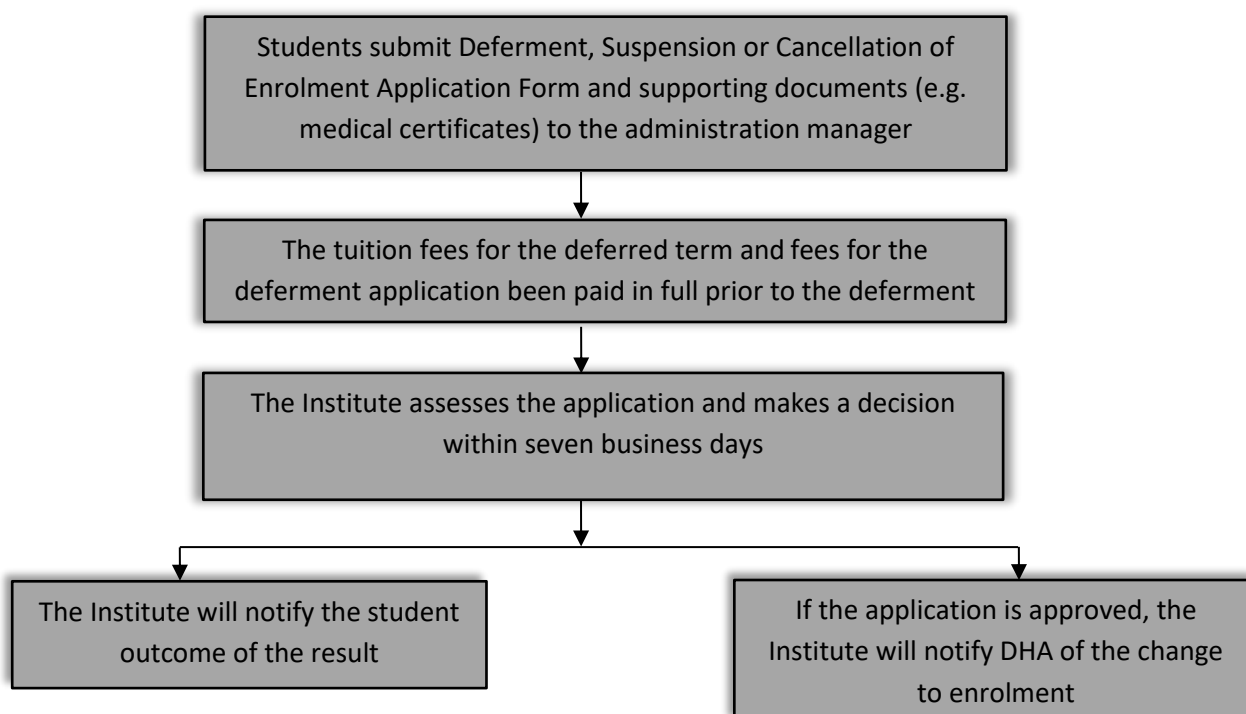 Students submit Deferment, Suspension or Cancellation of
Enrolment Application Form and supporting documents (e.g.
medical certificates) to the administration manager
The tuition fees for the deferred term and fees for the
deferment application been paid in full prior to the deferment
The Institute assesses the application and makes a decision
within seven business days
The Institute will notify the student
outcome of the result
If the application is approved, the
Institute will notify DHA of the change
to enrolment